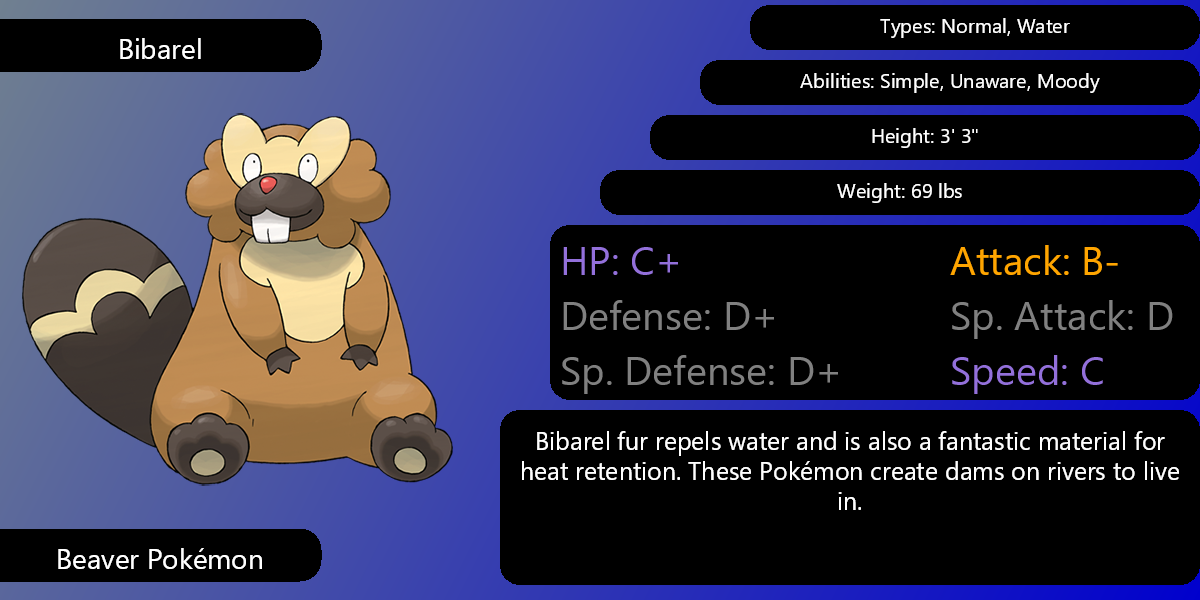 Bibarel
Types: Normal, Water
Abilities: Simple, Unaware, Moody
Height: 3' 3"
Weight: 69 lbs
HP: C+
Attack: B-
Defense: D+
Sp. Attack: D
Sp. Defense: D+
Speed: C
Bibarel fur repels water and is also a fantastic material for
heat retention. These Pokémon create dams on rivers to live
in.
Beaver Pokémon